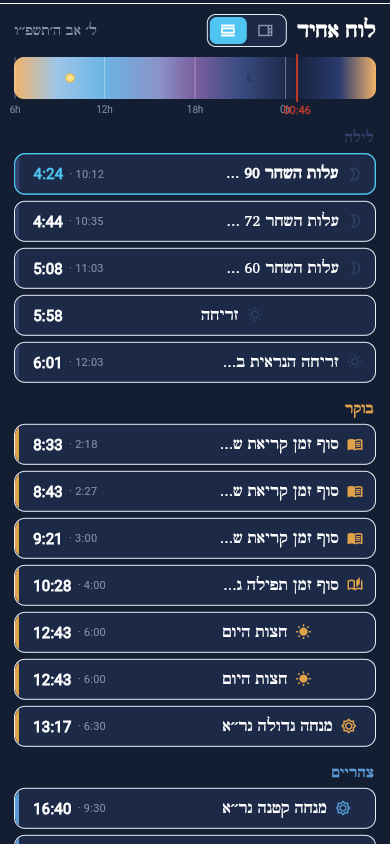 לוח אחיד
ל׳ אב ה׳תשפ״ו
6h 12h 18h 0h 00:46
לילה
עלות השחר 90 ... 10:12 · 4:24
עלות השחר 72 ... 10:35 · 4:44
עלות השחר 60 ... 11:03 · 5:08
זריחה 5:58
זריחה הנראית ב... 12:03 · 6:01
בוקר
סוף זמן קריאת ש... 2:18 · 8:33
סוף זמן קריאת ש... 2:27 · 8:43
סוף זמן קריאת ש... 3:00 · 9:21
סוף זמן תפילה ג... 4:00 · 10:28
חצות היום 6:00 · 12:43
חצות היום 6:00 · 12:43
מנחה גדולה גר״א 6:30 · 13:17
צהריים
מנחה קטנה גר״א 9:30 · 16:40